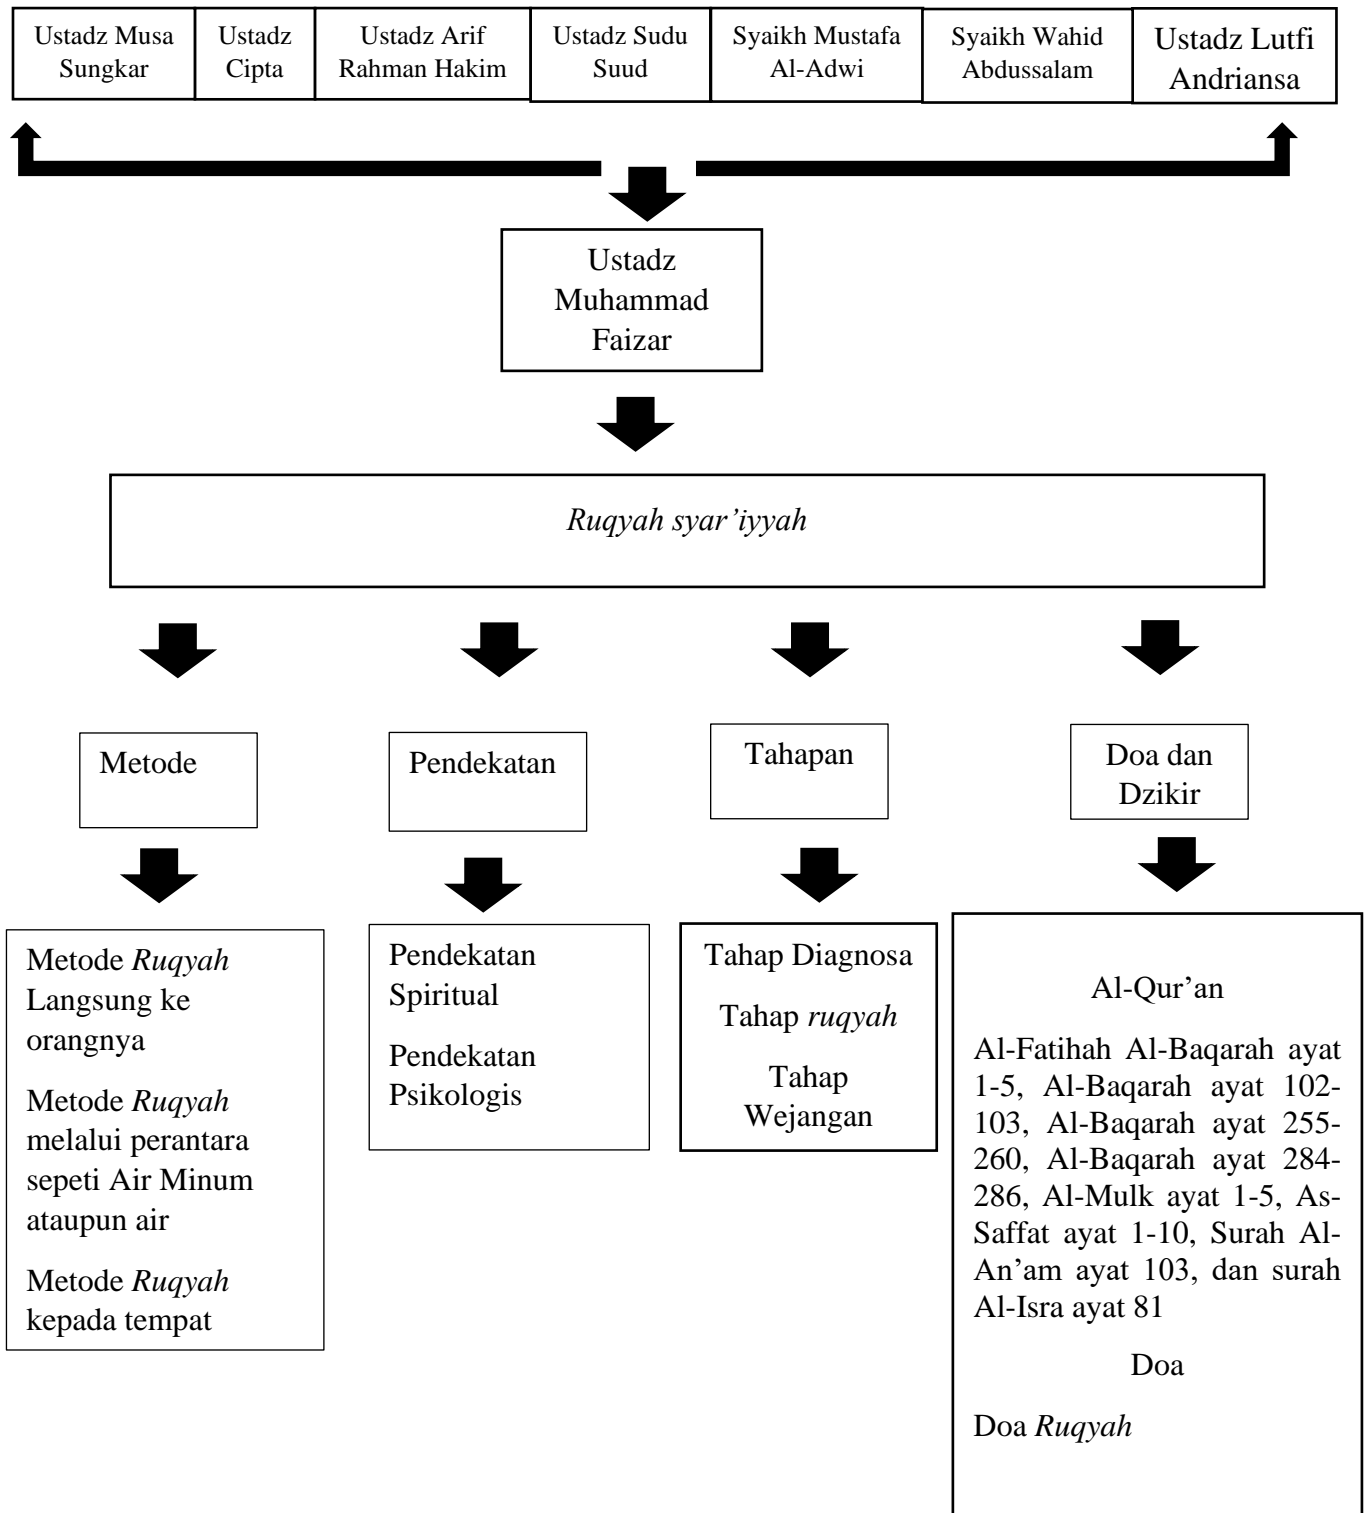 Ustadz Musa
Sungkar
Ustadz
Cipta
Ustadz Arif
Rahman Hakim
Ustadz Sudu
Suud
Syaikh Mustafa
Al-Adwi
Syaikh Wahid
Abdussalam
Ustadz Lutfi
Andriansa
Ustadz
Muhammad
Faizar
Ruqyah syar’iyyah
Metode
Pendekatan
Tahapan
Doa dan
Dzikir
Metode Ruqyah
Langsung ke
orangnya
Metode Ruqyah
melalui perantara
sepeti Air Minum
ataupun air
Metode Ruqyah
kepada tempat
Pendekatan
Spiritual
Pendekatan
Psikologis
Tahap Diagnosa
Tahap ruqyah
Tahap
Wejangan
Al-Qur’an
Al-Fatihah Al-Baqarah ayat
1-5, Al-Baqarah ayat 102-
103, Al-Baqarah ayat 255-
260, Al-Baqarah ayat 284-
286, Al-Mulk ayat 1-5, As-
Saffat ayat 1-10, Surah Al-
An’am ayat 103, dan surah
Al-Isra ayat 81
Doa
Doa Ruqyah